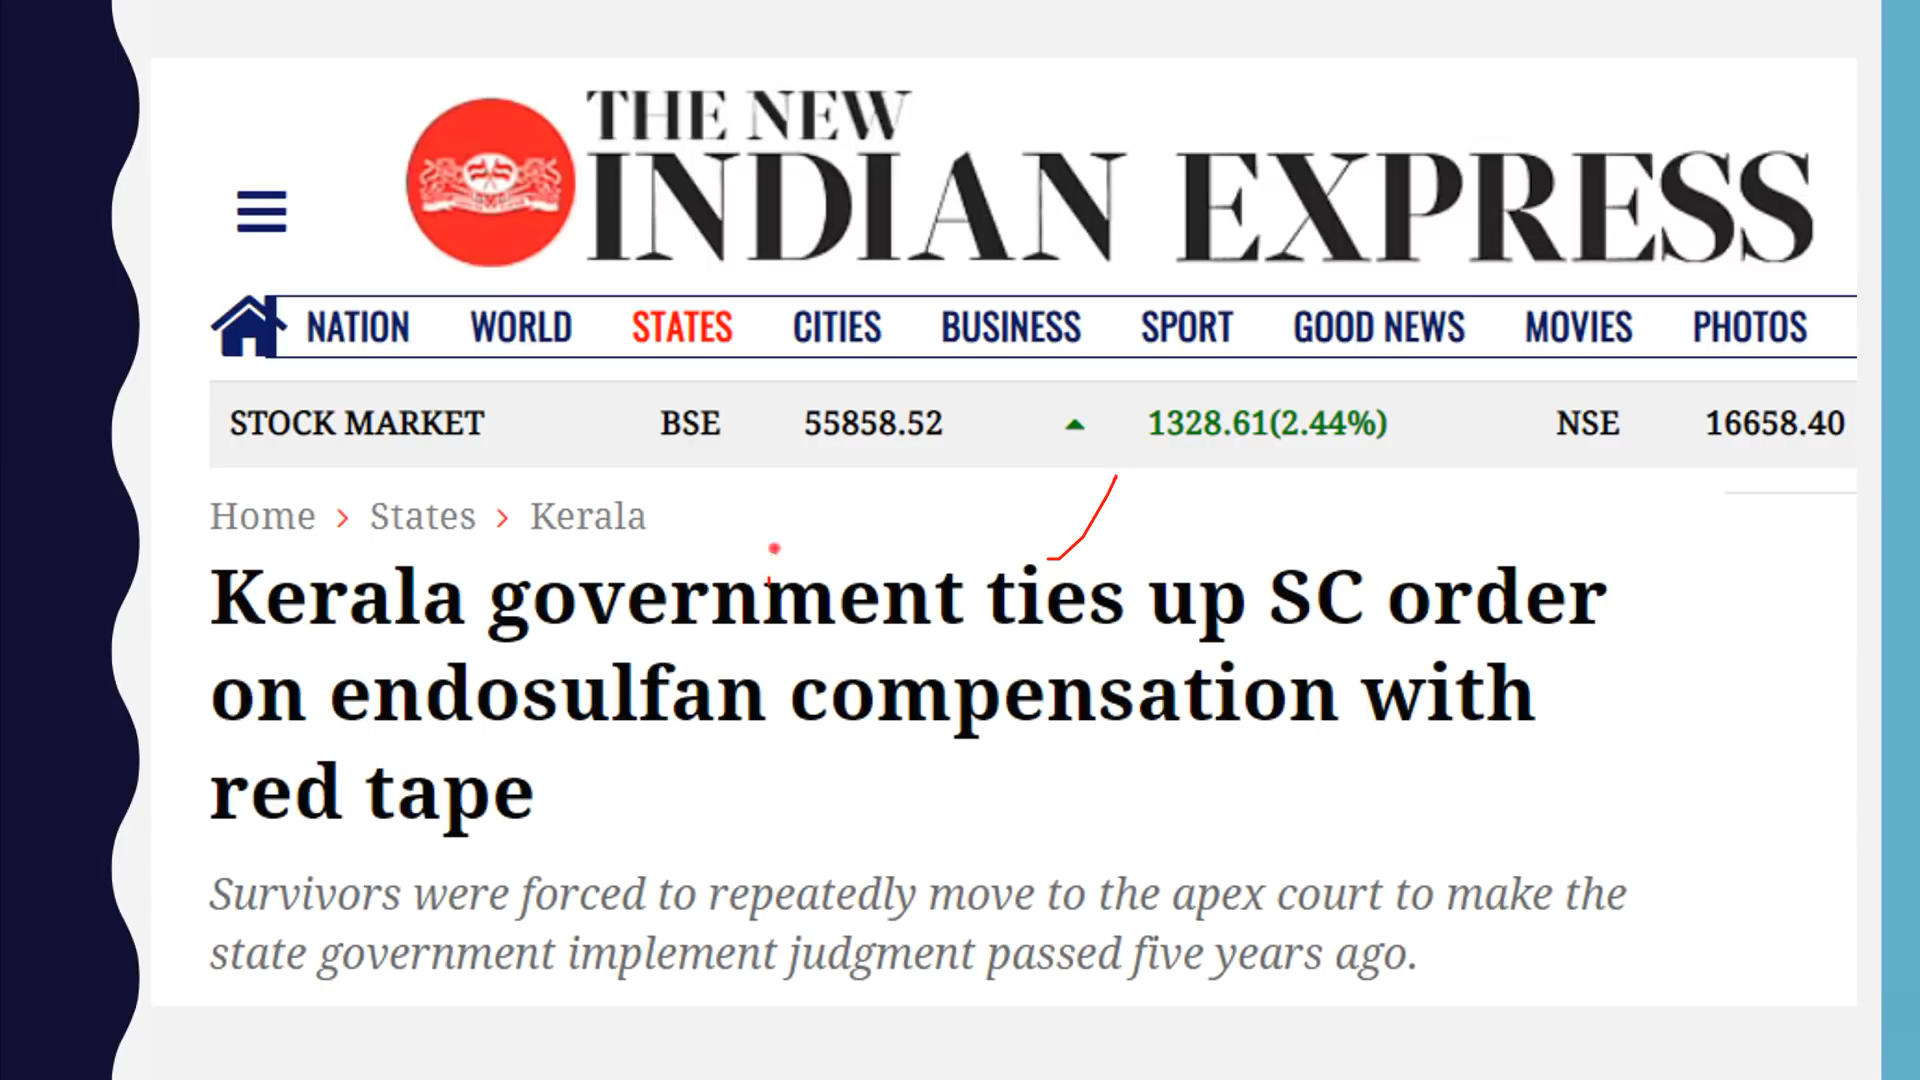 THE NEW
INDIAN EXPRESS
NATION WORLD STATES CITIES BUSINESS SPORT GOOD NEWS MOVIES PHOTOS
STOCK MARKET BSE 55858.52 ▲ 1328.61(2.44%) NSE 16658.40
Home > States > Kerala
Kerala government ties up SC order
on endosulfan compensation with
red tape
Survivors were forced to repeatedly move to the apex court to make the
state government implement judgment passed five years ago.